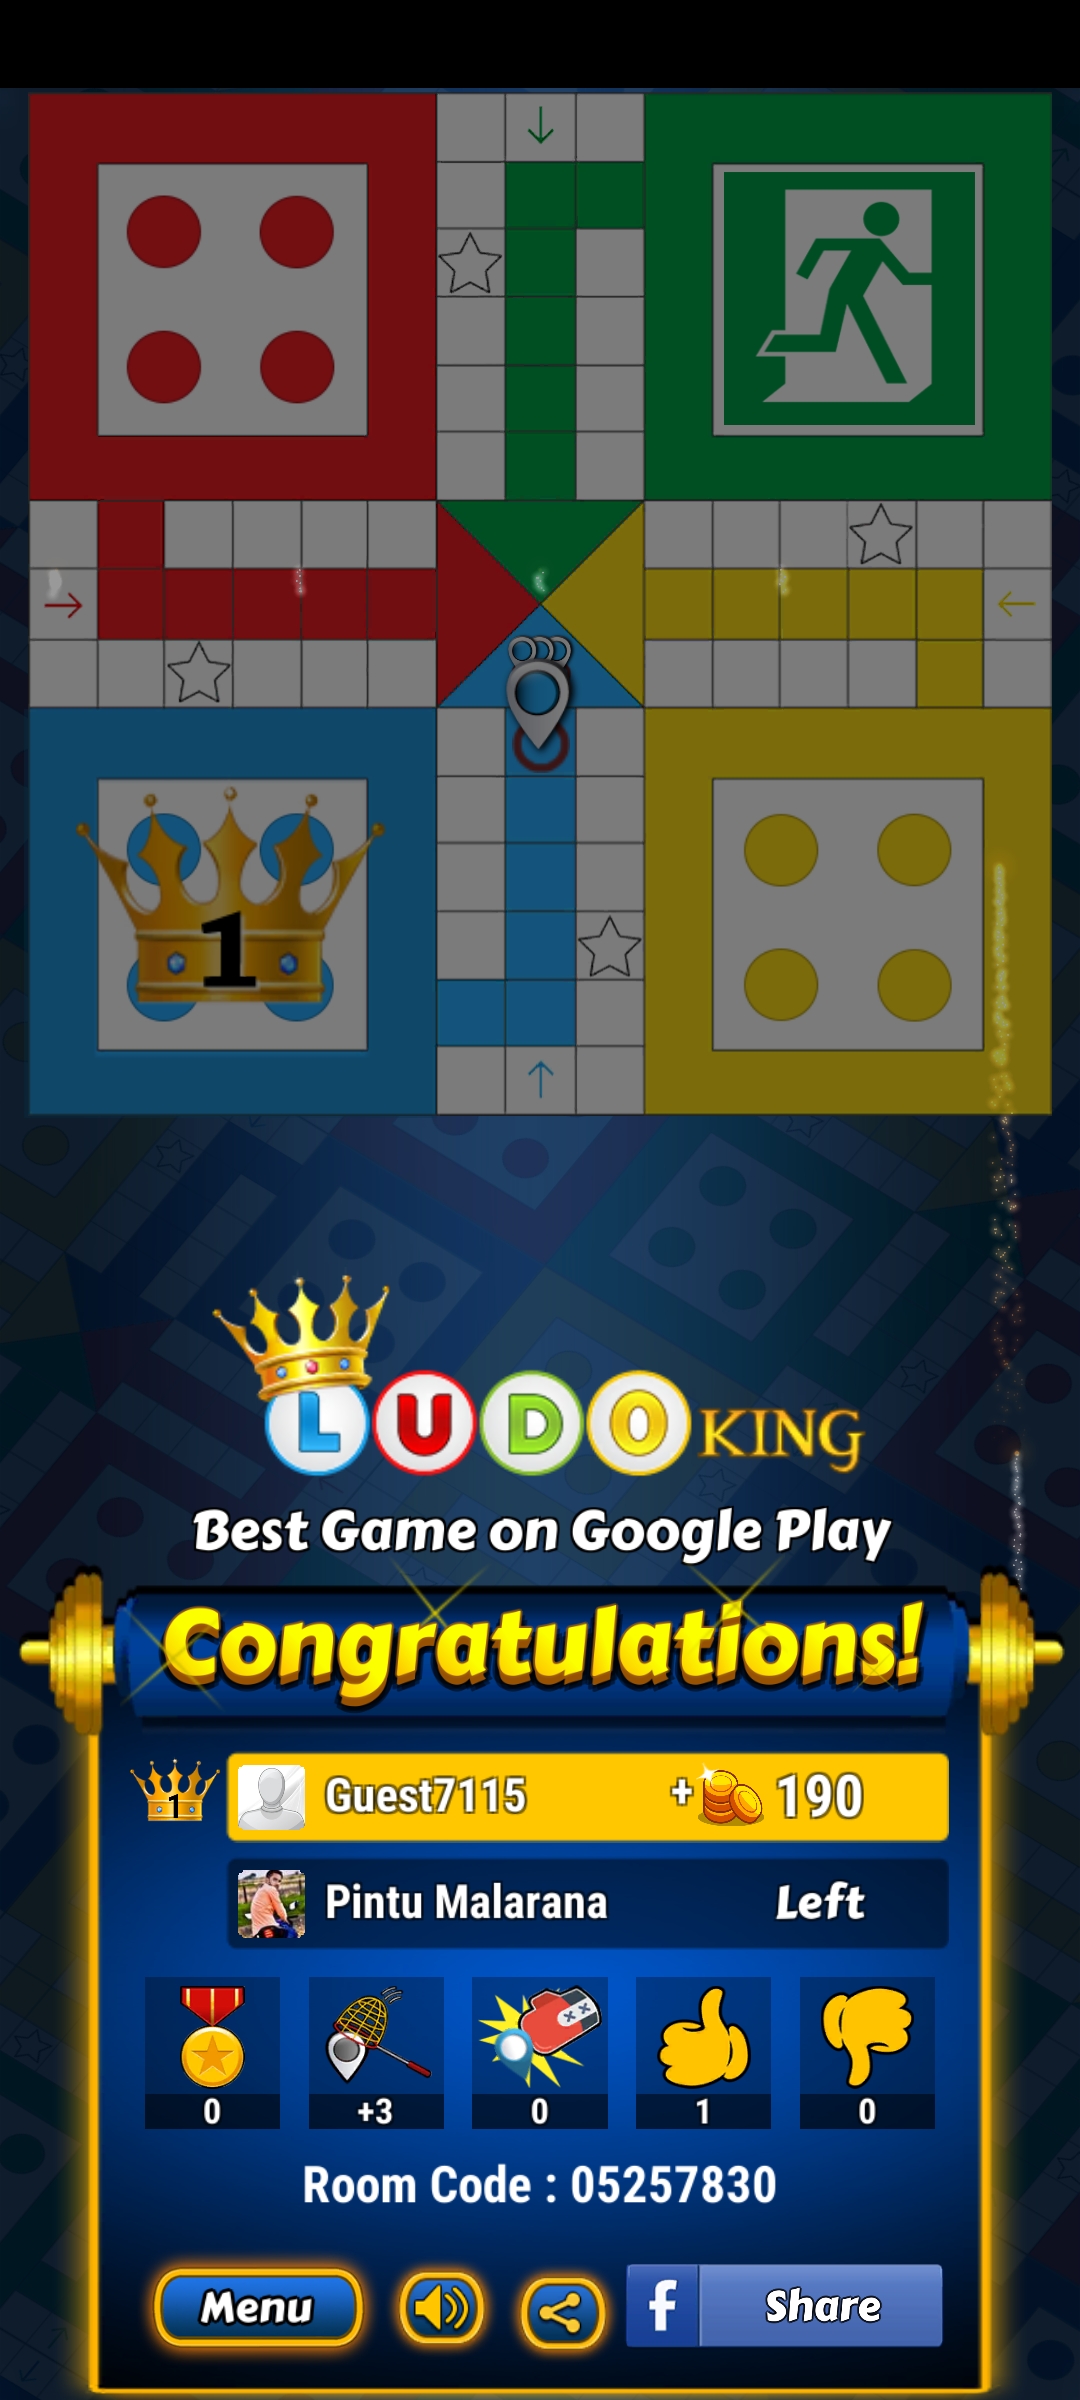 1
LUDO KING
Best Game on Google Play
Congratulations!
1 Guest7115 + 190
Pintu Malarana Left
0 +3 0 1 0
Room Code : 05257830
Menu f Share